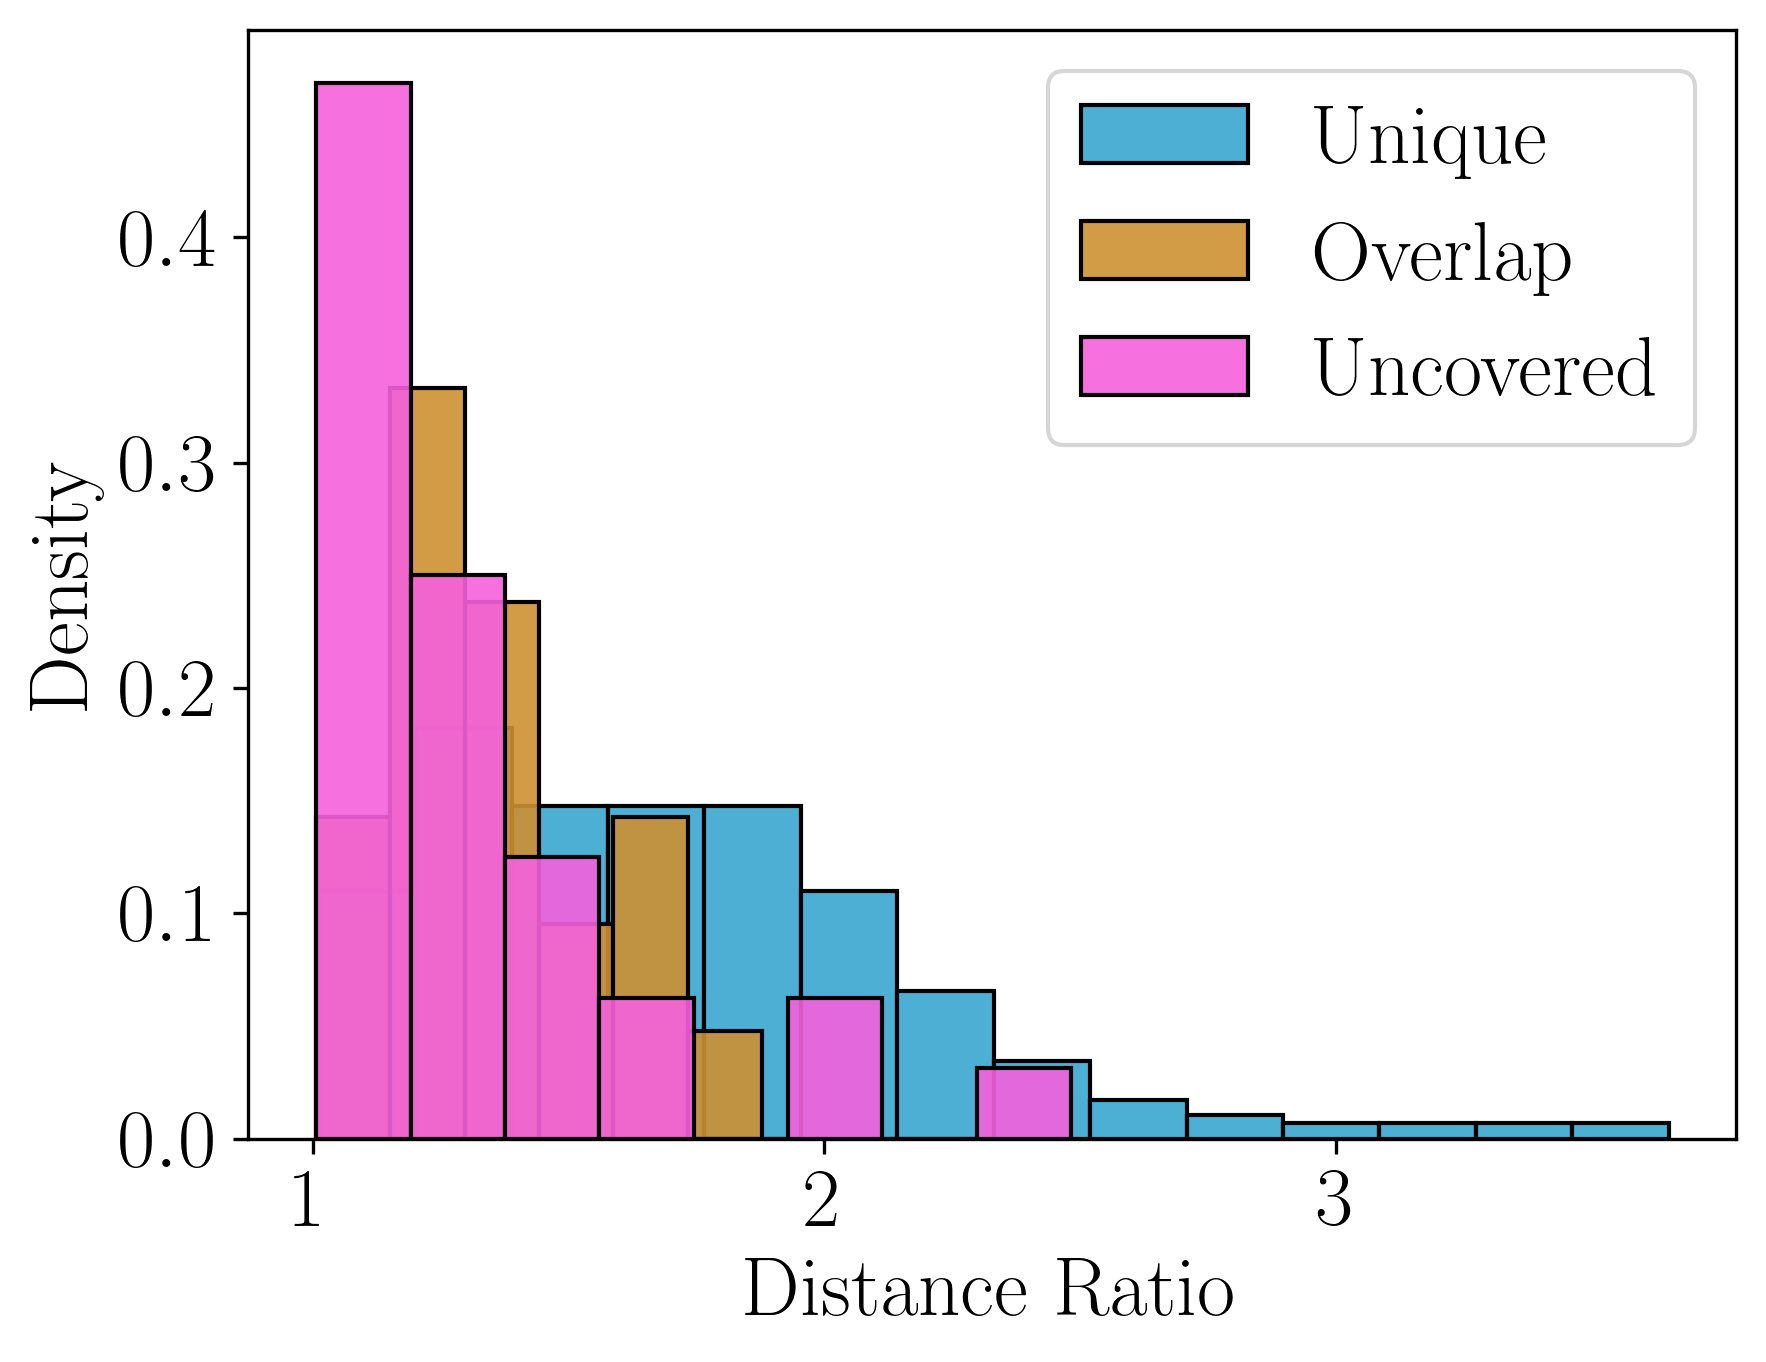 Unique
Overlap
Uncovered
Density
0.4
0.3
0.2
0.1
0.0
1 2 3
Distance Ratio